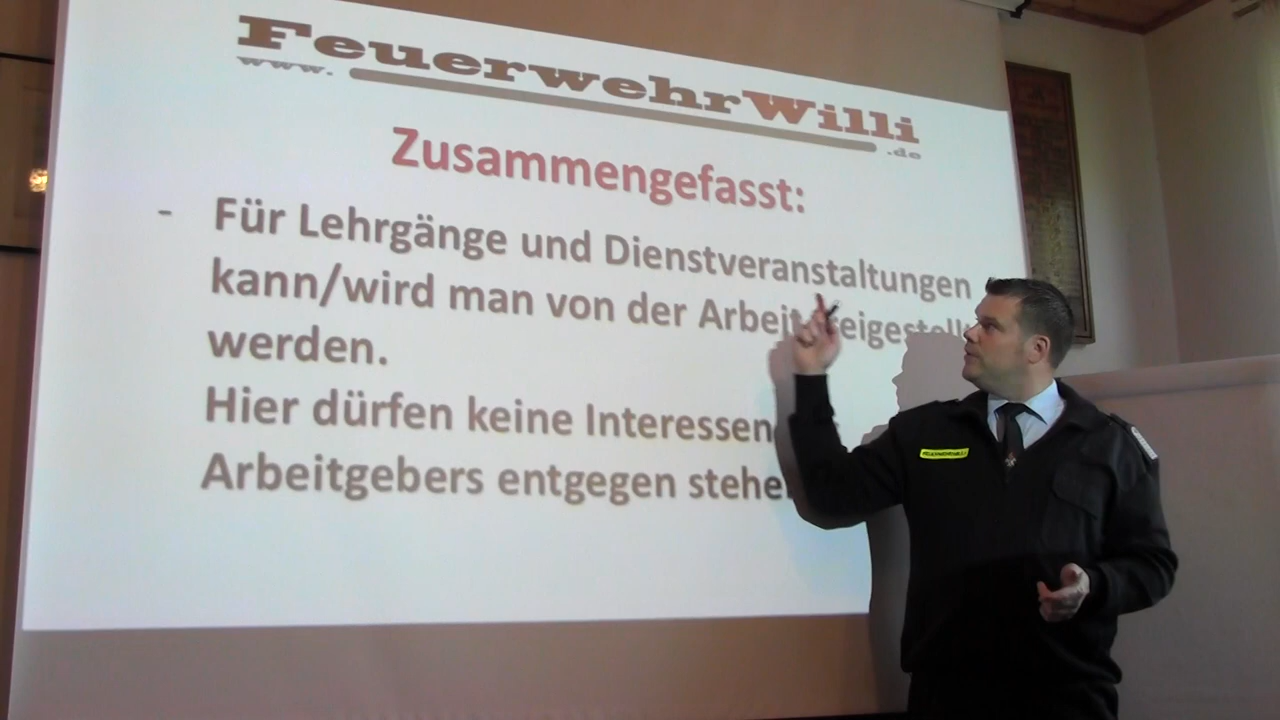 FeuerwehrWilli
www.
.de
Zusammengefasst:
- Für Lehrgänge und Dienstveranstaltungen
kann/wird man von der
werden.
Hier dürfen keine Interessen
Arbeitgebers entgegen